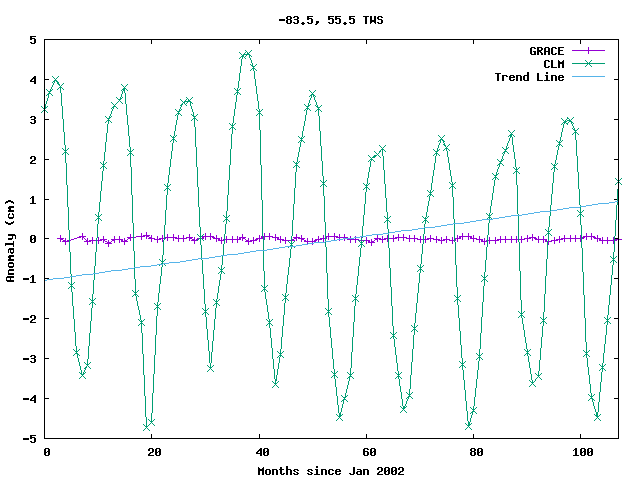 -83.5, 55.5 TWS
GRACE
CLM
Trend Line
5
4
3
2
1
0
-1
-2
-3
-4
-5
Anomaly (cm)
0 20 40 60 80 100
Months since Jan 2002